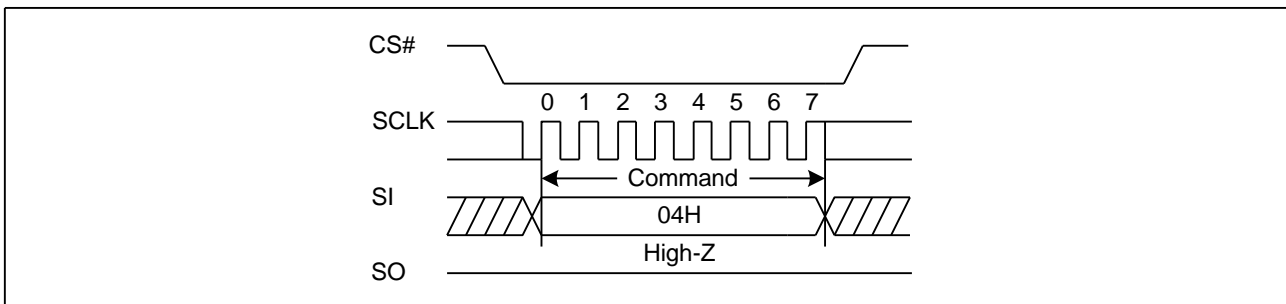 CS#
0 1 2 3 4 5 6 7
SCLK
Command
SI
04H
High-Z
SO